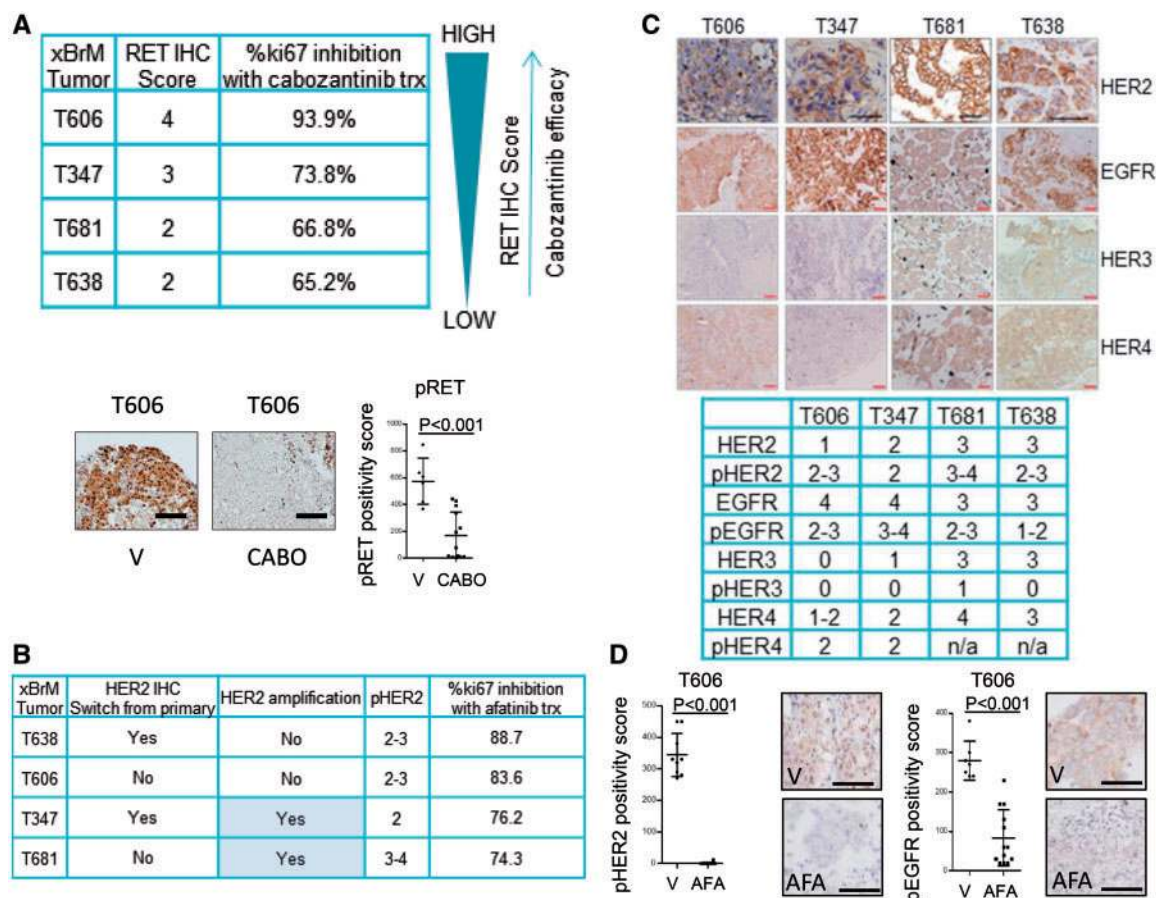 A
xBrM Tumor RET IHC Score %ki67 inhibition with cabozantinib trx
T606 4 93.9%
T347 3 73.8%
T681 2 66.8%
T638 2 65.2%
HIGH
LOW
RET IHC Score
Cabozantinib efficacy
T606 T606
V CABO
pRET
P<0.001
pRET positivity score
1000
800
600
400
200
0
V CABO
B
xBrM Tumor HER2 IHC Switch from primary HER2 amplification pHER2 %ki67 inhibition with afatinib trx
T638 Yes No 2-3 88.7
T606 No No 2-3 83.6
T347 Yes Yes 2 76.2
T681 No Yes 3-4 74.3
C
T606 T347 T681 T638
HER2
EGFR
HER3
HER4
T606 T347 T681 T638
HER2 1 2 3 3
pHER2 2-3 2 3-4 2-3
EGFR 4 4 3 3
pEGFR 2-3 3-4 2-3 1-2
HER3 0 1 3 3
pHER3 0 0 1 0
HER4 1-2 2 4 3
pHER4 2 2 n/a n/a
D
T606
P<0.001
pHER2 positivity score
500
400
300
200
100
0
V AFA
V
AFA
T606
P<0.001
pEGFR positivity score
400
300
200
100
0
V AFA
V
AFA